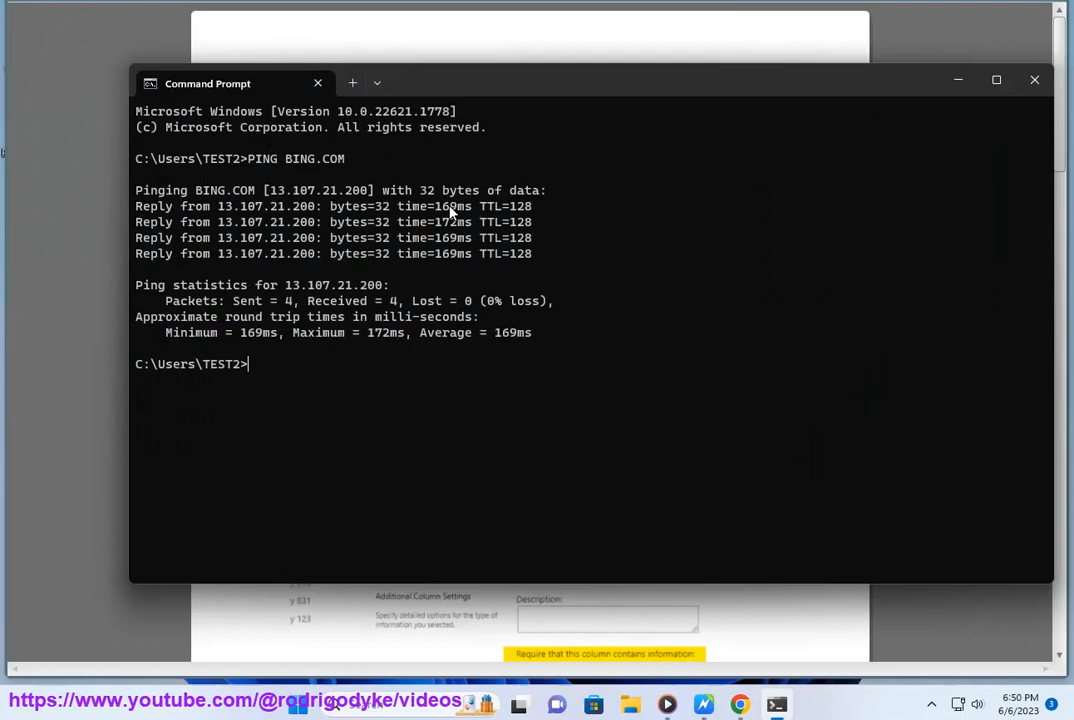 Command Prompt
Microsoft Windows [Version 10.0.22621.1778]
(c) Microsoft Corporation. All rights reserved.
C:\Users\TEST2>PING BING.COM
Pinging BING.COM [13.107.21.200] with 32 bytes of data:
Reply from 13.107.21.200: bytes=32 time=169ms TTL=128
Reply from 13.107.21.200: bytes=32 time=172ms TTL=128
Reply from 13.107.21.200: bytes=32 time=169ms TTL=128
Reply from 13.107.21.200: bytes=32 time=169ms TTL=128
Ping statistics for 13.107.21.200:
Packets: Sent = 4, Received = 4, Lost = 0 (0% loss),
Approximate round trip times in milli-seconds:
Minimum = 169ms, Maximum = 172ms, Average = 169ms
C:\Users\TEST2>
y 831
y 123
Additional Column Settings
Specify detailed options for the type of
information you selected.
Description:
Require that this column contains information:
https://www.youtube.com/@rodrigodyke/videos
6:50 PM
6/6/2023
3